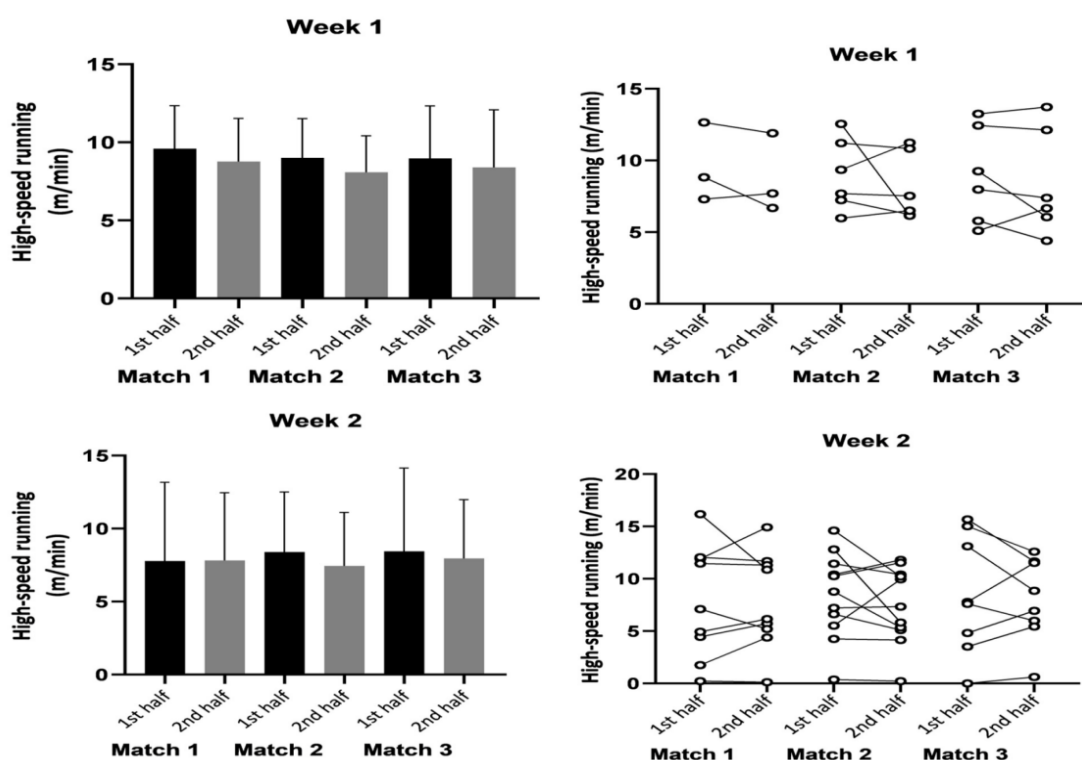 Week 1
High-speed running
(m/min)
15
10
5
0
1st half
2nd half
1st half
2nd half
1st half
2nd half
Match 1
Match 2
Match 3
Week 1
High-speed running (m/min)
15
10
5
0
1st half
2nd half
1st half
2nd half
1st half
2nd half
Match 1
Match 2
Match 3
Week 2
High-speed running
(m/min)
15
10
5
0
1st half
2nd half
1st half
2nd half
1st half
2nd half
Match 1
Match 2
Match 3
Week 2
High-speed running (m/min)
20
15
10
5
0
1st half
2nd half
1st half
2nd half
1st half
2nd half
Match 1
Match 2
Match 3